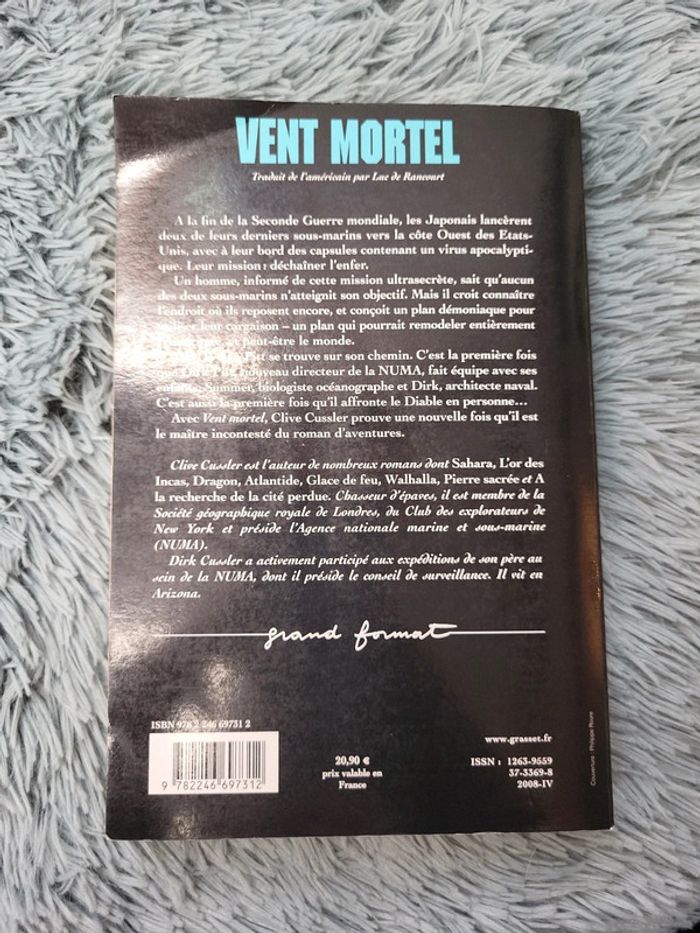 VENT MORTEL
Traduit de l'américain par Luc de Rancourt
A la fin de la Seconde Guerre mondiale, les Japonais lancèrent
deux de leurs derniers sous-marins vers la côte Ouest des Etats-
Unis, avec à leur bord des capsules contenant un virus apocalypti-
que. Leur mission : déchaîner l'enfer.
Un homme, informé de cette mission ultrasecrète, sait qu'aucun
des deux sous-marins n'atteignit son objectif. Mais il croit connaître
l'endroit où ils reposent encore, et conçoit un plan démoniaque pour
leur cargaison – un plan qui pourrait remodeler entièrement
et peut-être le monde.
Pitt se trouve sur son chemin. C'est la première fois
que Dirk Pitt, nouveau directeur de la NUMA, fait équipe avec ses
enfants, Summer, biologiste océanographe et Dirk, architecte naval.
C'est aussi la première fois qu'il affronte le Diable en personne…
Avec Vent mortel, Clive Cussler prouve une nouvelle fois qu'il est
le maître incontesté du roman d'aventures.
Clive Cussler est l'auteur de nombreux romans dont Sahara, L'or des
Incas, Dragon, Atlantide, Glace de feu, Walhalla, Pierre sacrée et A
la recherche de la cité perdue. Chasseur d'épaves, il est membre de la
Société géographique royale de Londres, du Club des explorateurs de
New York et préside l'Agence nationale marine et sous-marine
(NUMA).
Dirk Cussler a activement participé aux expéditions de son père au
sein de la NUMA, dont il préside le conseil de surveillance. Il vit en
Arizona.
grand format
ISBN 978 2 246 69731 2
9 782246 697312
20,90 €
prix valable en
France
www.grasset.fr
ISSN : 1263-9559
37-3369-8
2008-IV
Couverture : Philippe Roure